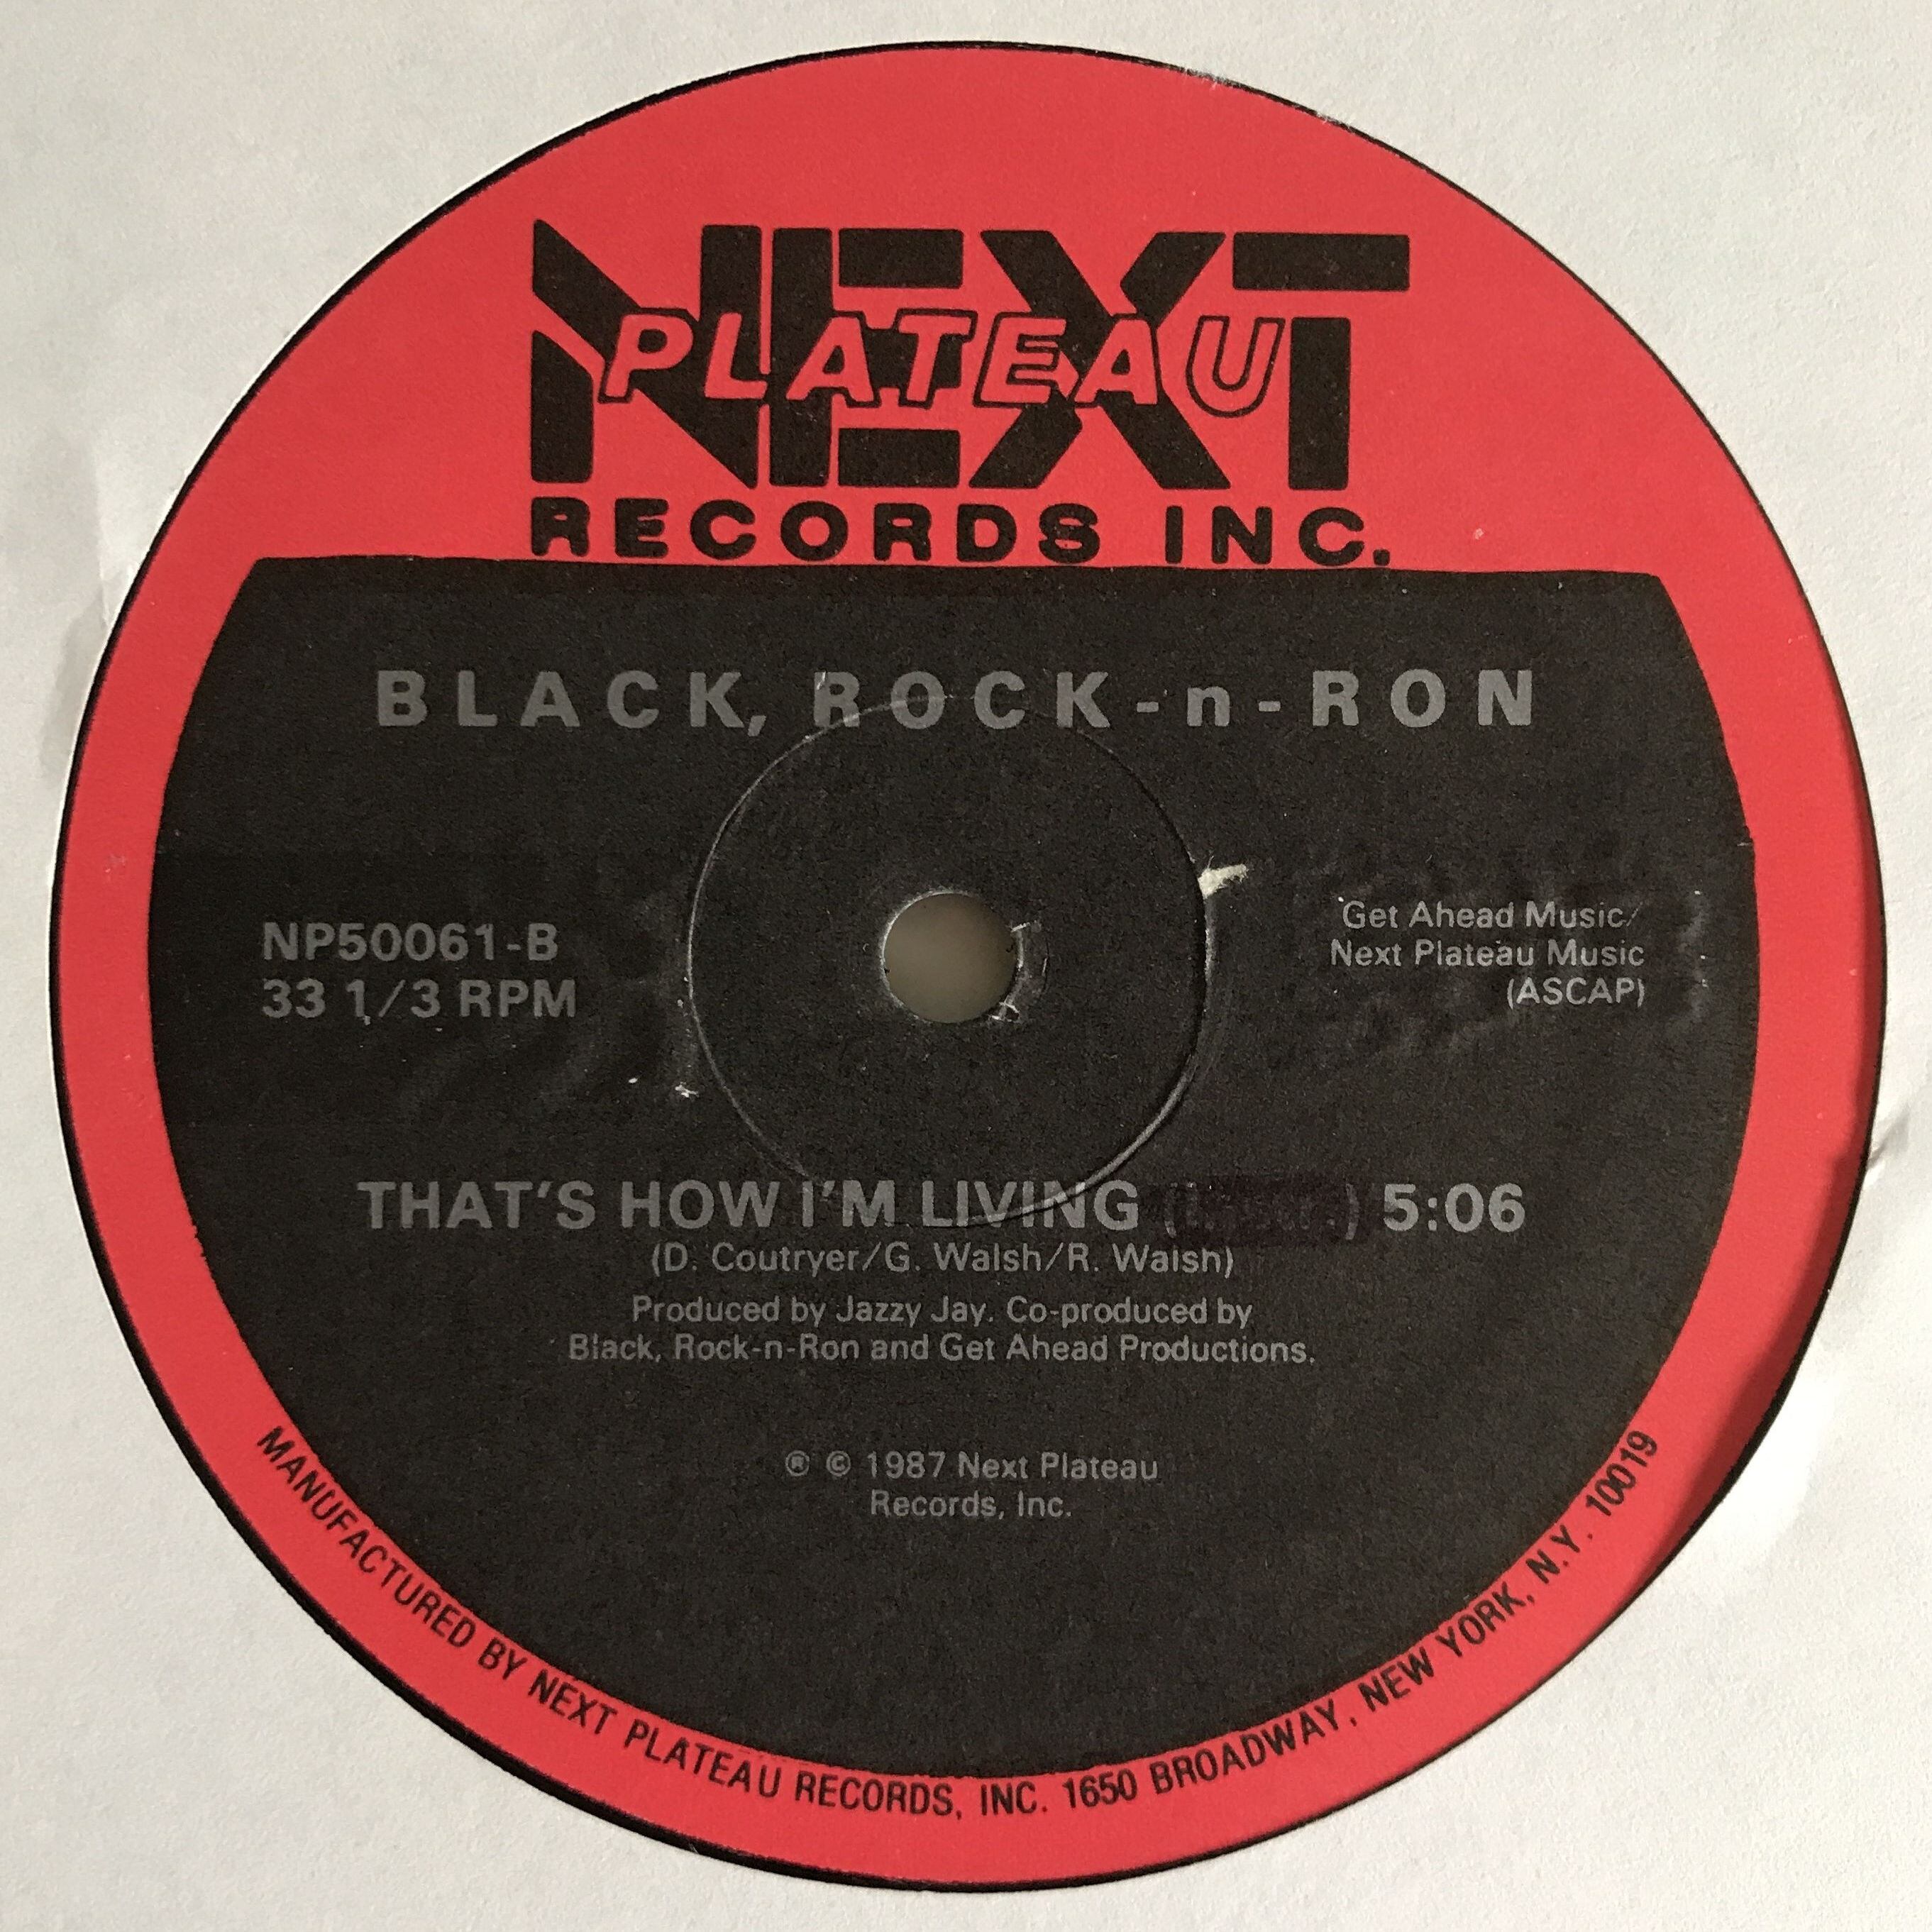 NEXT
PLATEAU
RECORDS INC.
BLACK, ROCK-n-RON
NP50061-B
33 1/3 RPM
Get Ahead Music/
Next Plateau Music
(ASCAP)
THAT'S HOW I'M LIVING 5:06
(D. Coutryer/G. Walsh/R. Walsh)
Produced by Jazzy Jay. Co-produced by
Black, Rock-n-Ron and Get Ahead Productions.
® © 1987 Next Plateau
Records, Inc.
MANUFACTURED BY NEXT PLATEAU RECORDS, INC. 1650 BROADWAY, NEW YORK, N.Y. 10019